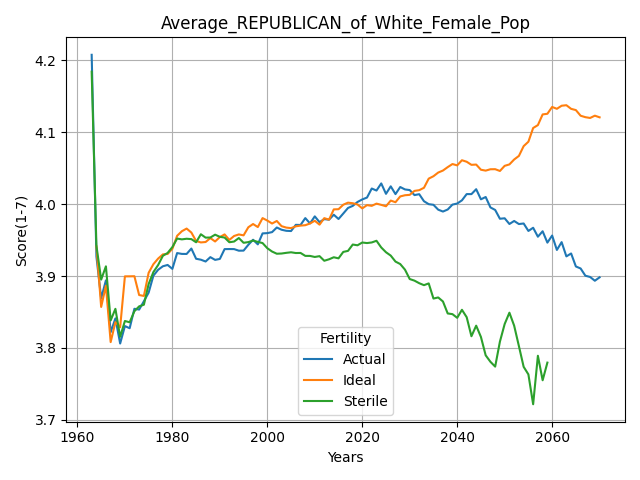 Average_REPUBLICAN_of_White_Female_Pop
Score(1-7)
4.2
4.1
4.0
3.9
3.8
3.7
Fertility
Actual
Ideal
Sterile
1960
1980
2000
2020
2040
2060
Years